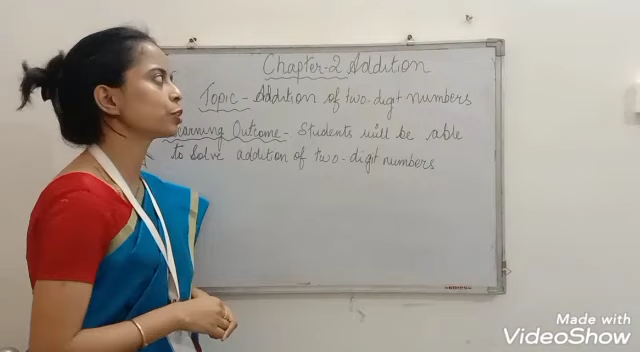 Chapter-2 Addition
Topic - Addition of two-digit numbers
Learning Outcome - Students will be able
to solve addition of two-digit numbers
Made with
VideoShow